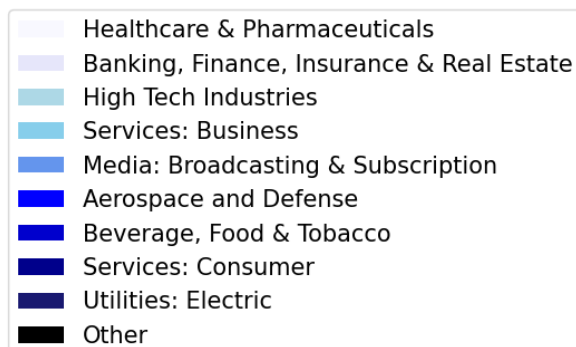 Healthcare & Pharmaceuticals
Banking, Finance, Insurance & Real Estate
High Tech Industries
Services: Business
Media: Broadcasting & Subscription
Aerospace and Defense
Beverage, Food & Tobacco
Services: Consumer
Utilities: Electric
Other